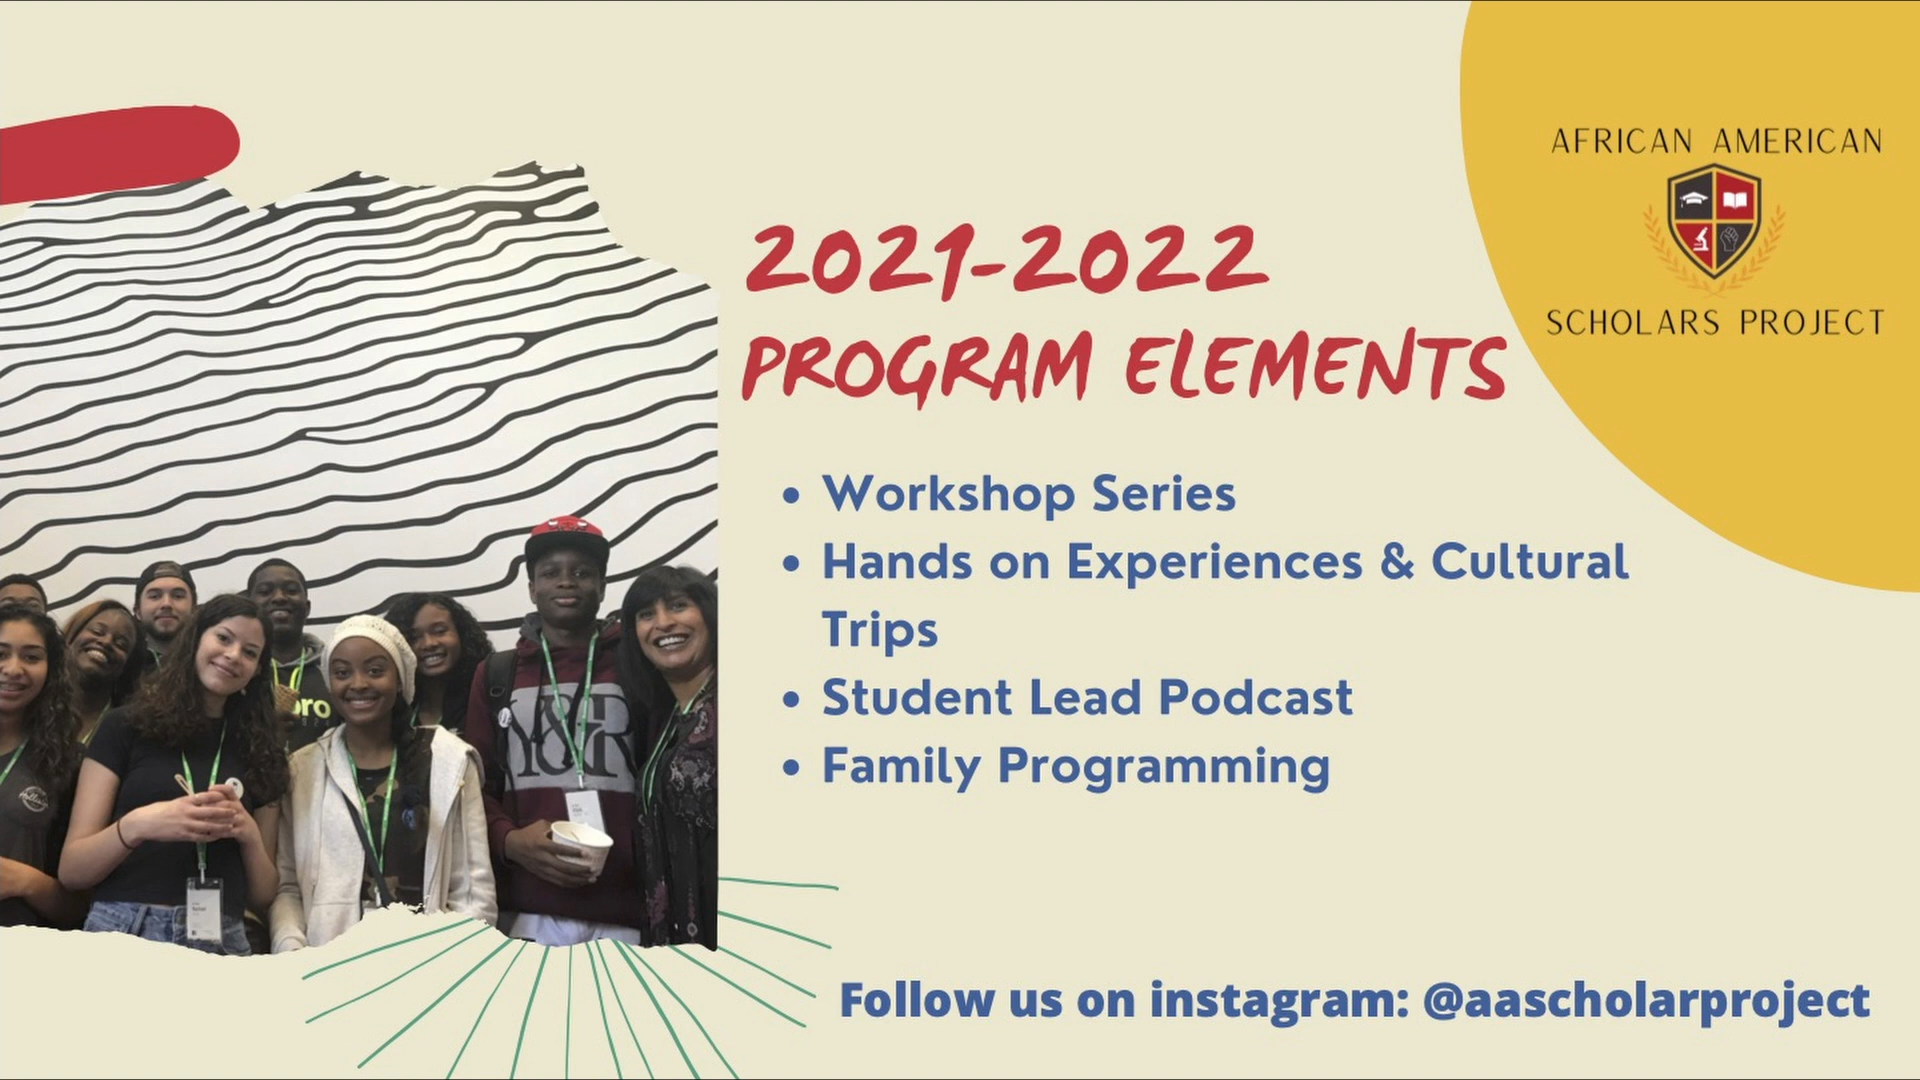 AFRICAN AMERICAN
SCHOLARS PROJECT
2021-2022
PROGRAM ELEMENTS
• Workshop Series
• Hands on Experiences & Cultural
Trips
• Student Lead Podcast
• Family Programming
Y&R
pro
Follow us on instagram: @aascholarproject